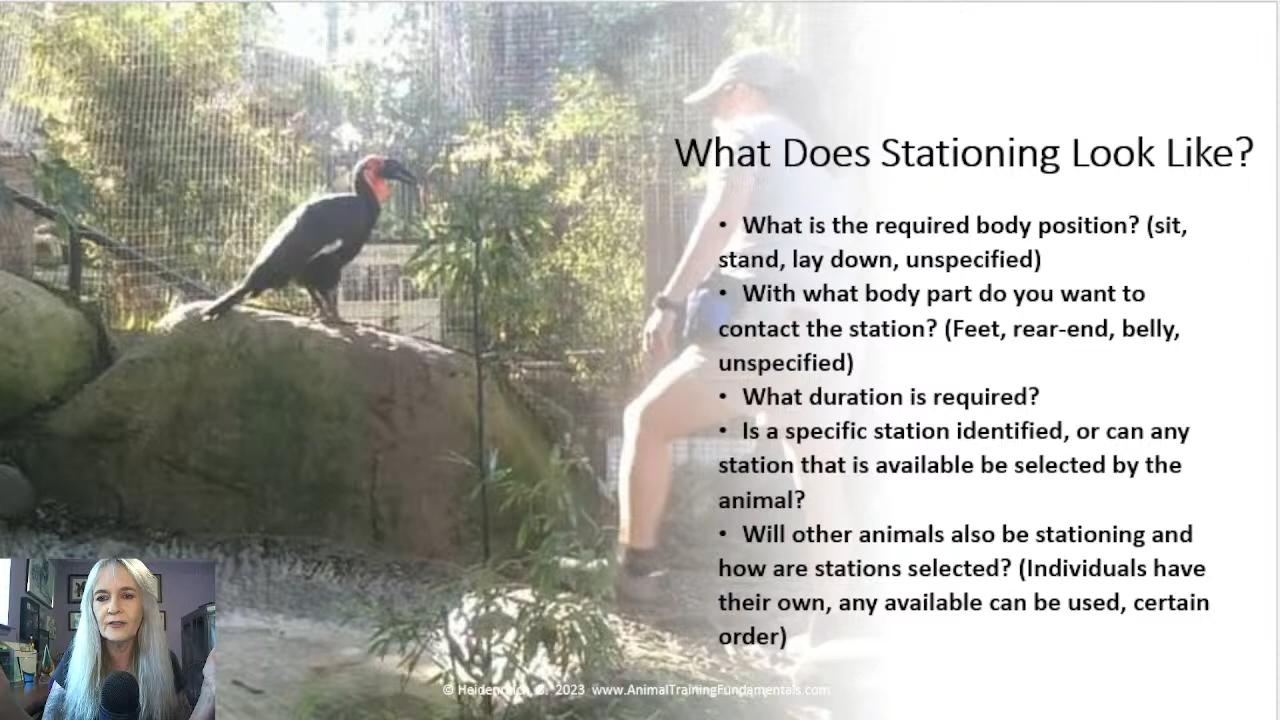 What Does Stationing Look Like?
• What is the required body position? (sit,
stand, lay down, unspecified)
• With what body part do you want to
contact the station? (Feet, rear-end, belly,
unspecified)
• What duration is required?
• Is a specific station identified, or can any
station that is available be selected by the
animal?
• Will other animals also be stationing and
how are stations selected? (Individuals have
their own, any available can be used, certain
order)
© Heidenreich, B. 2023 www.AnimalTrainingFundamentals.com